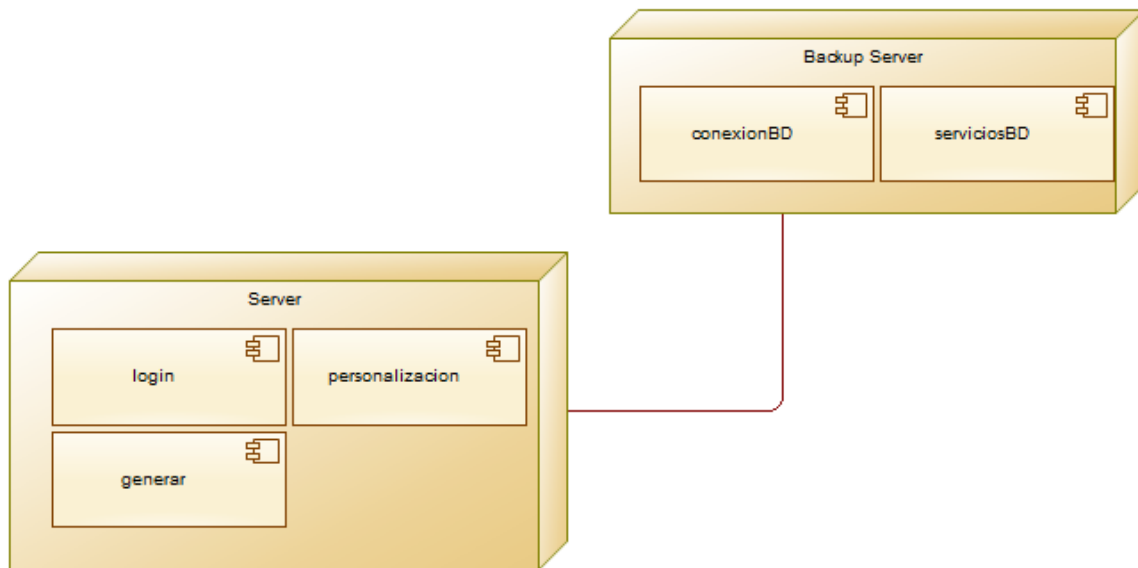 Backup Server
conexionBD
serviciosBD
Server
login
personalizacion
generar